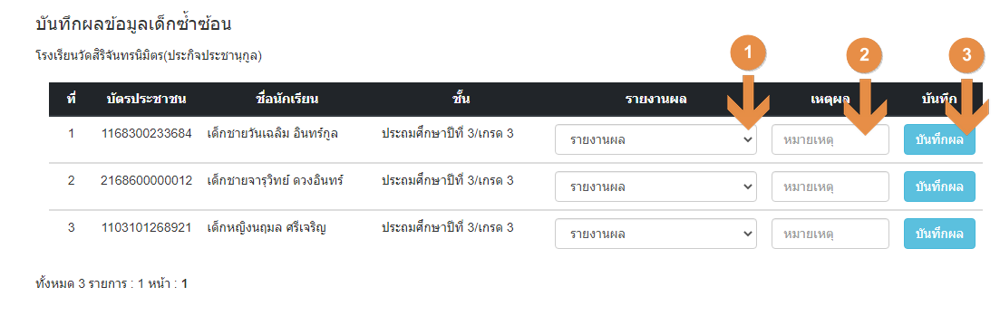 บันทึกผลข้อมูลเด็กซ้ำซ้อน
โรงเรียนวัดสิริจันทรนิมิตร(ประกิจประชานุกูล)
1 2 3
ที่ บัตรประชาชน ชื่อนักเรียน ชั้น รายงานผล เหตุผล บันทึก
1 1168300233684 เด็กชายวันเฉลิม อินทร์กูล ประถมศึกษาปีที่ 3/เกรด 3 รายงานผล หมายเหตุ บันทึกผล
2 2168600000012 เด็กชายจารุวิทย์ ดวงอินทร์ ประถมศึกษาปีที่ 3/เกรด 3 รายงานผล หมายเหตุ บันทึกผล
3 1103101268921 เด็กหญิงนฤมล ศรีเจริญ ประถมศึกษาปีที่ 3/เกรด 3 รายงานผล หมายเหตุ บันทึกผล
ทั้งหมด 3 รายการ : 1 หน้า : 1